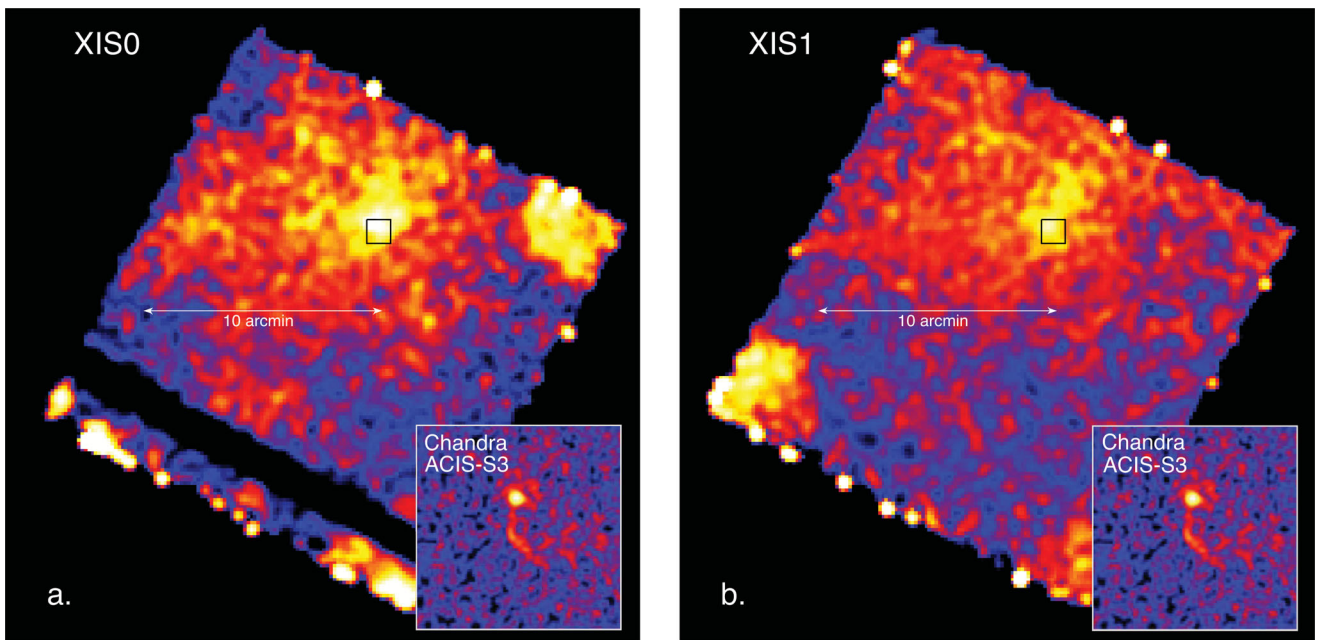 XIS0
10 arcmin
Chandra
ACIS-S3
a.
XIS1
10 arcmin
Chandra
ACIS-S3
b.